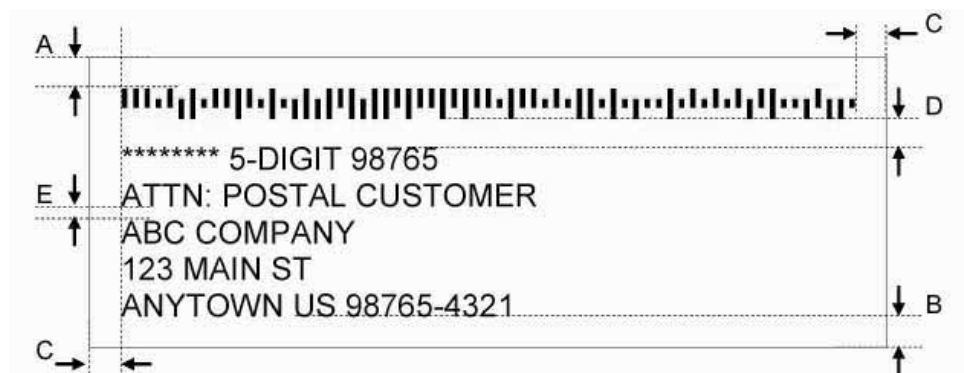 A
C
D
******** 5-DIGIT 98765
E
ATTN: POSTAL CUSTOMER
ABC COMPANY
123 MAIN ST
ANYTOWN US 98765-4321
B
C